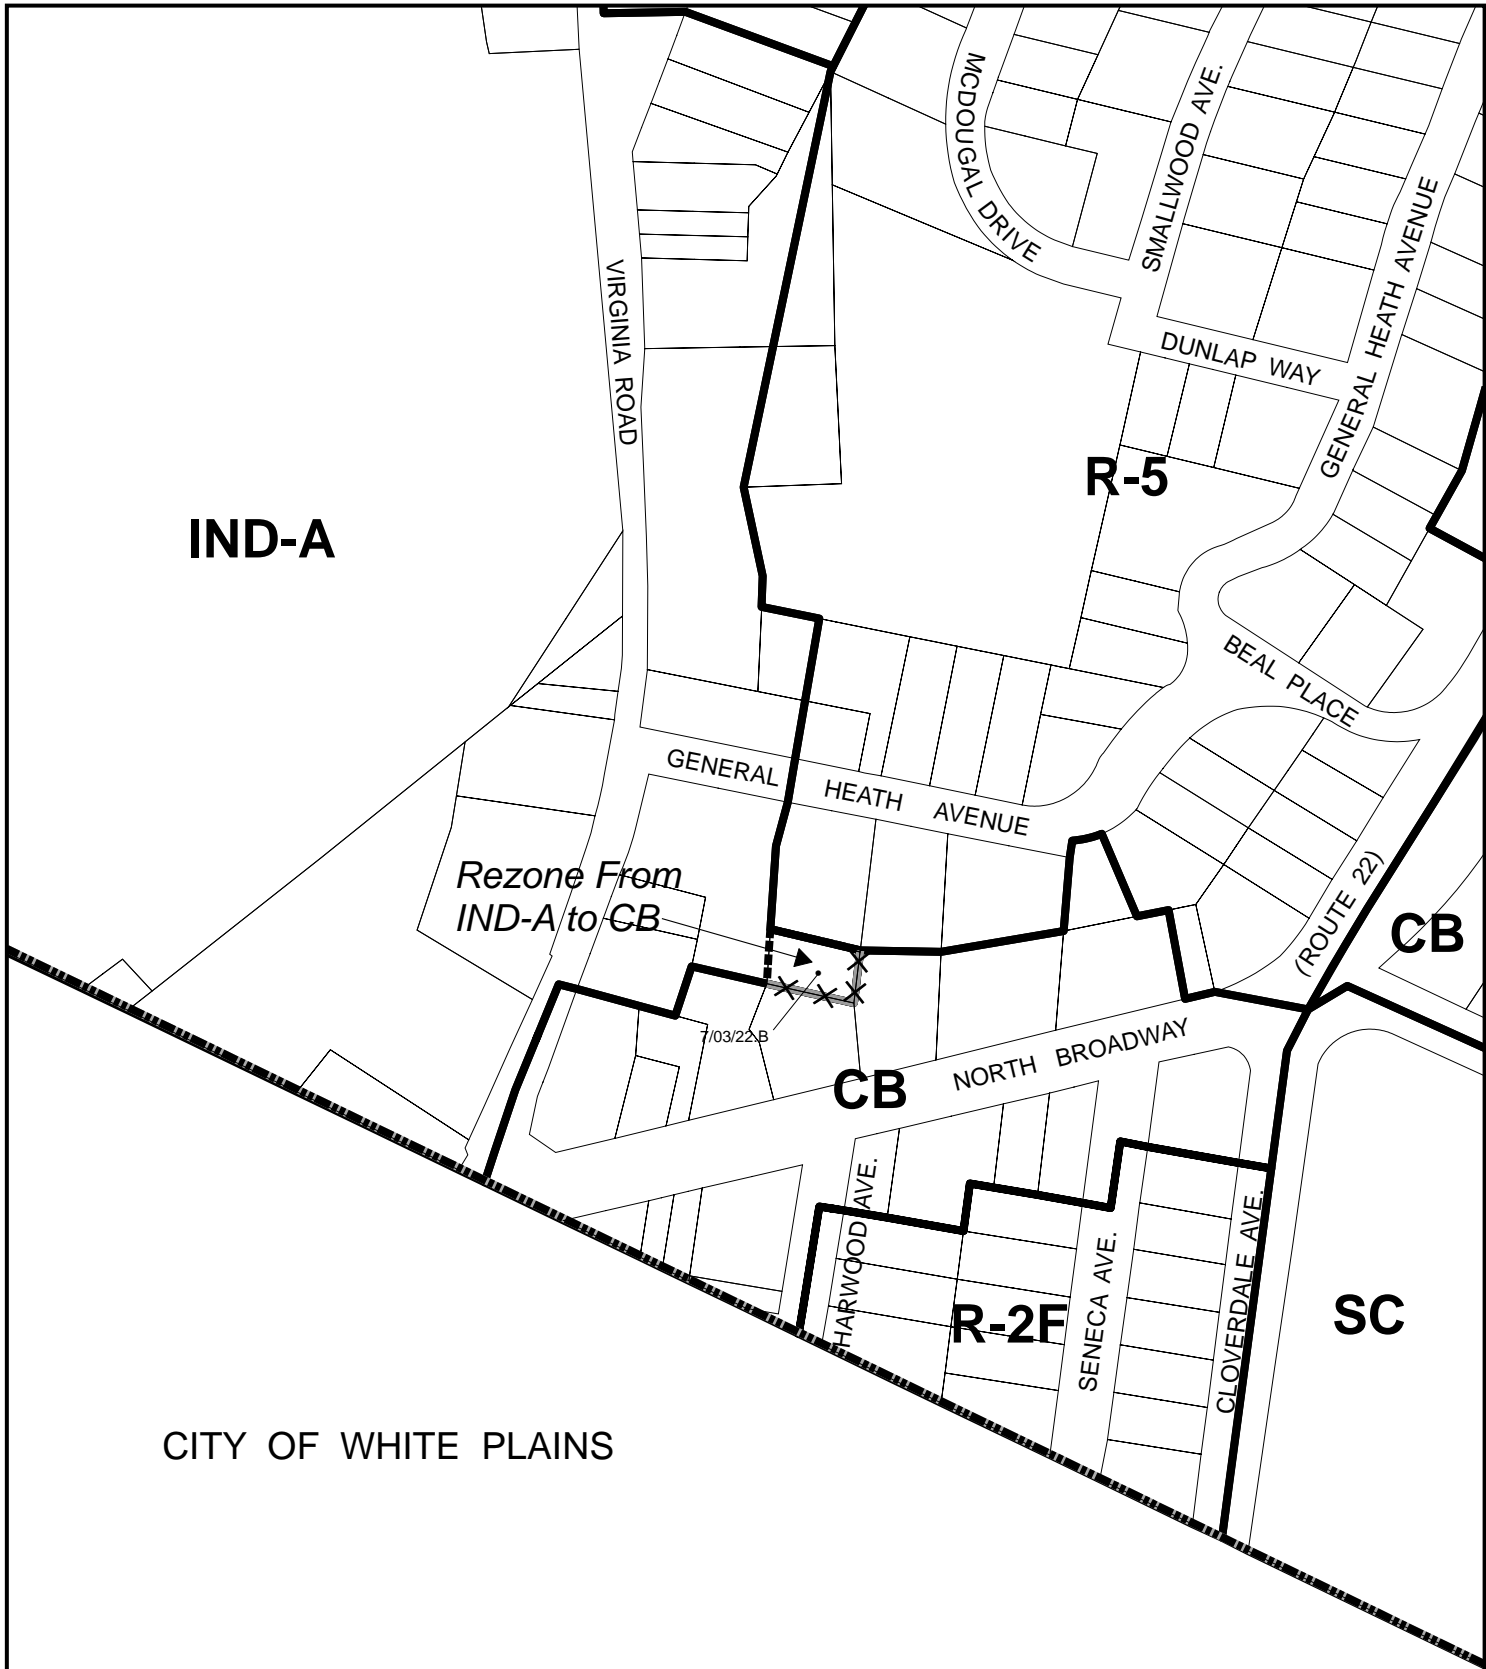 MCDOUGAL DRIVE
SMALLWOOD AVE.
GENERAL HEATH AVENUE
VIRGINIA ROAD
DUNLAP WAY
R-5
IND-A
BEAL PLACE
GENERAL HEATH AVENUE
Rezone From
IND-A to CB
(ROUTE 22)
CB
7/03/22.B
NORTH BROADWAY
CB
HARWOOD AVE.
SENECA AVE.
CLOVERDALE AVE.
R-2F
SC
CITY OF WHITE PLAINS